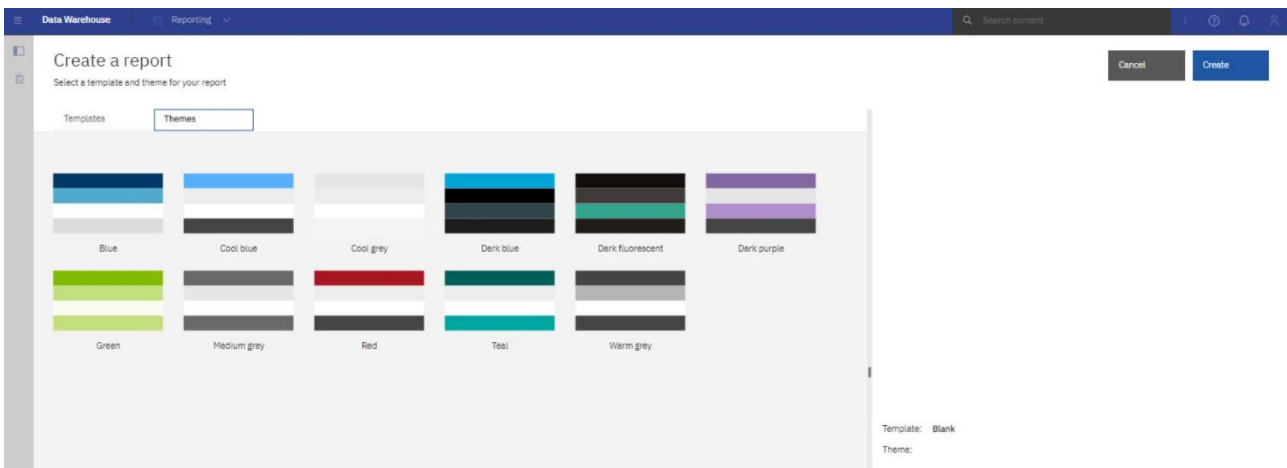 Data Warehouse Reporting Search content
Create a report
Cancel Create
Select a template and theme for your report
Templates Themes
Blue Cool blue Cool grey Dark blue Dark fluorescent Dark purple
Green Medium grey Red Teal Warm grey
Template: Blank
Theme: